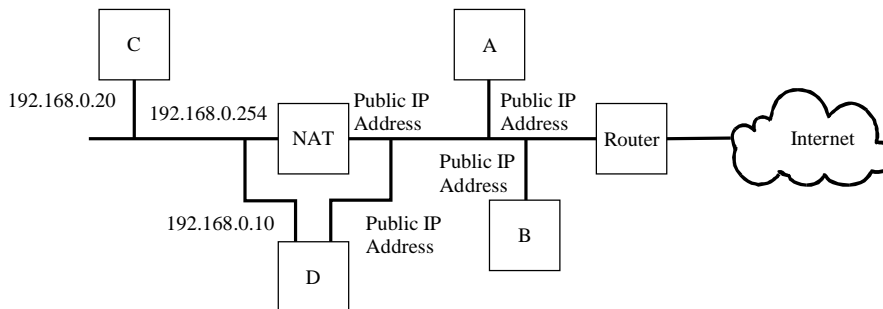 C
A
192.168.0.20
192.168.0.254
Public IP
Address
Public IP
Address
NAT
Router
Internet
Public IP
Address
192.168.0.10
Public IP
Address
B
D